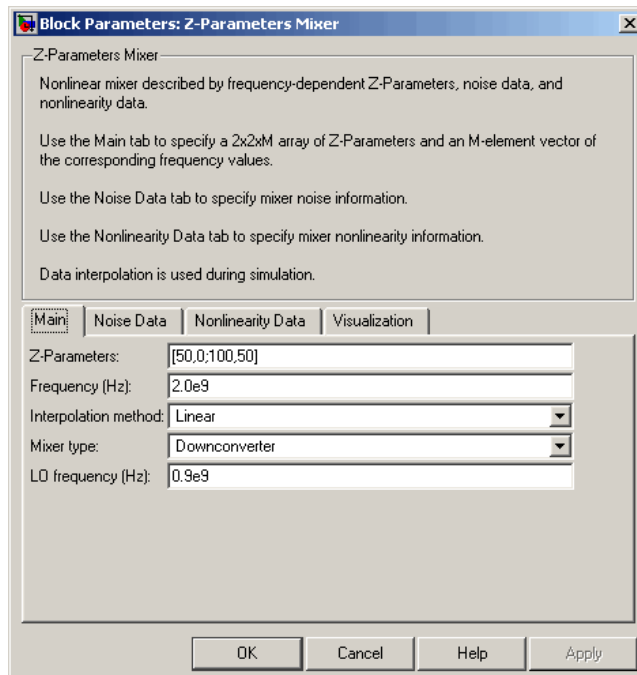 Block Parameters: Z-Parameters Mixer
Z-Parameters Mixer
Nonlinear mixer described by frequency-dependent Z-Parameters, noise data, and
nonlinearity data.
Use the Main tab to specify a 2x2xM array of Z-Parameters and an M-element vector of
the corresponding frequency values.
Use the Noise Data tab to specify mixer noise information.
Use the Nonlinearity Data tab to specify mixer nonlinearity information.
Data interpolation is used during simulation.
Main Noise Data Nonlinearity Data Visualization
Z-Parameters: [50,0;100,50]
Frequency (Hz): 2.0e9
Interpolation method: Linear
Mixer type: Downconverter
LO frequency (Hz): 0.9e9
OK Cancel Help Apply